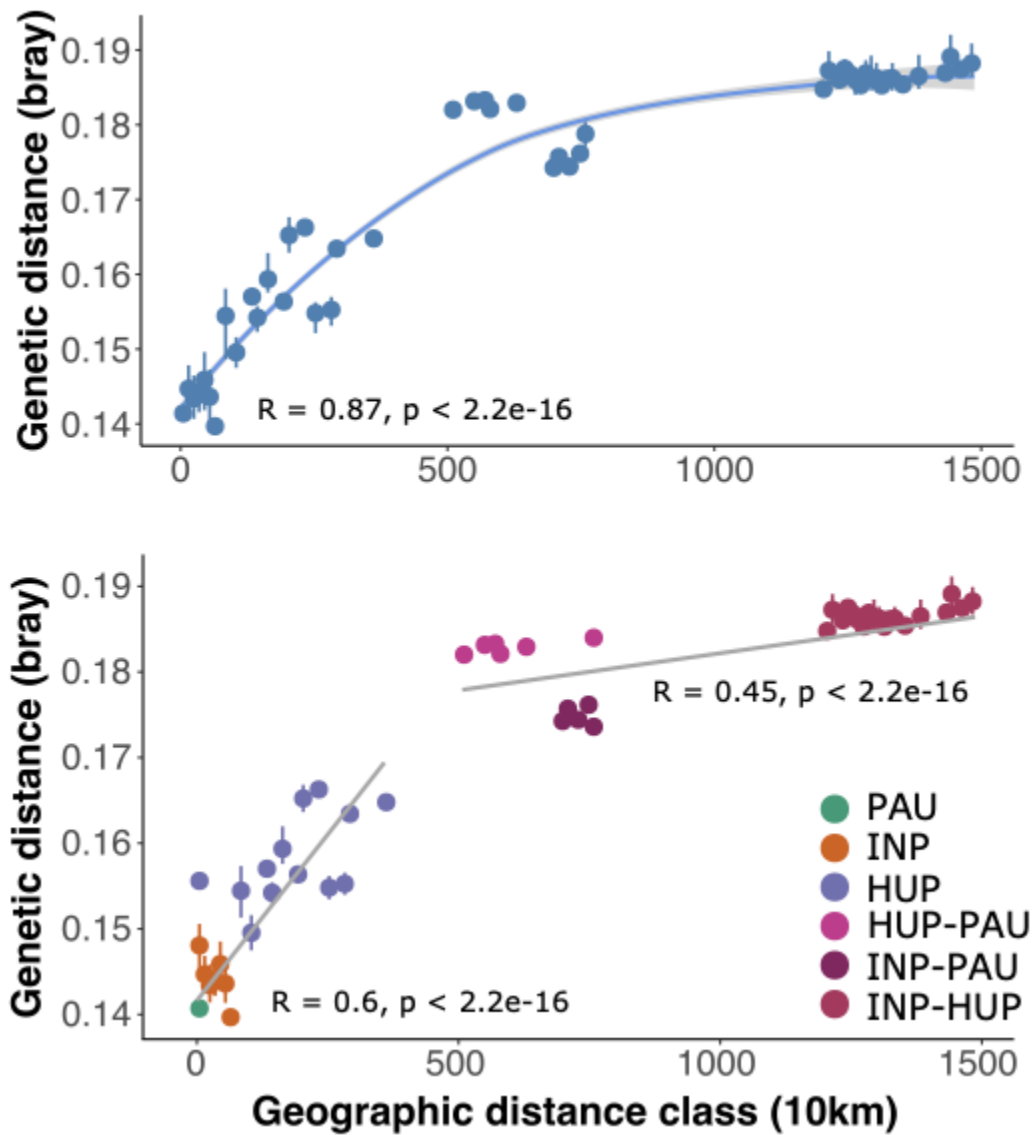 Genetic distance (bray)
0.19
0.18
0.17
0.16
0.15
0.14
R = 0.87, p < 2.2e-16
0 500 1000 1500
Genetic distance (bray)
0.19
0.18
0.17
0.16
0.15
0.14
R = 0.45, p < 2.2e-16
PAU
INP
HUP
HUP-PAU
INP-PAU
INP-HUP
R = 0.6, p < 2.2e-16
0 500 1000 1500
Geographic distance class (10km)